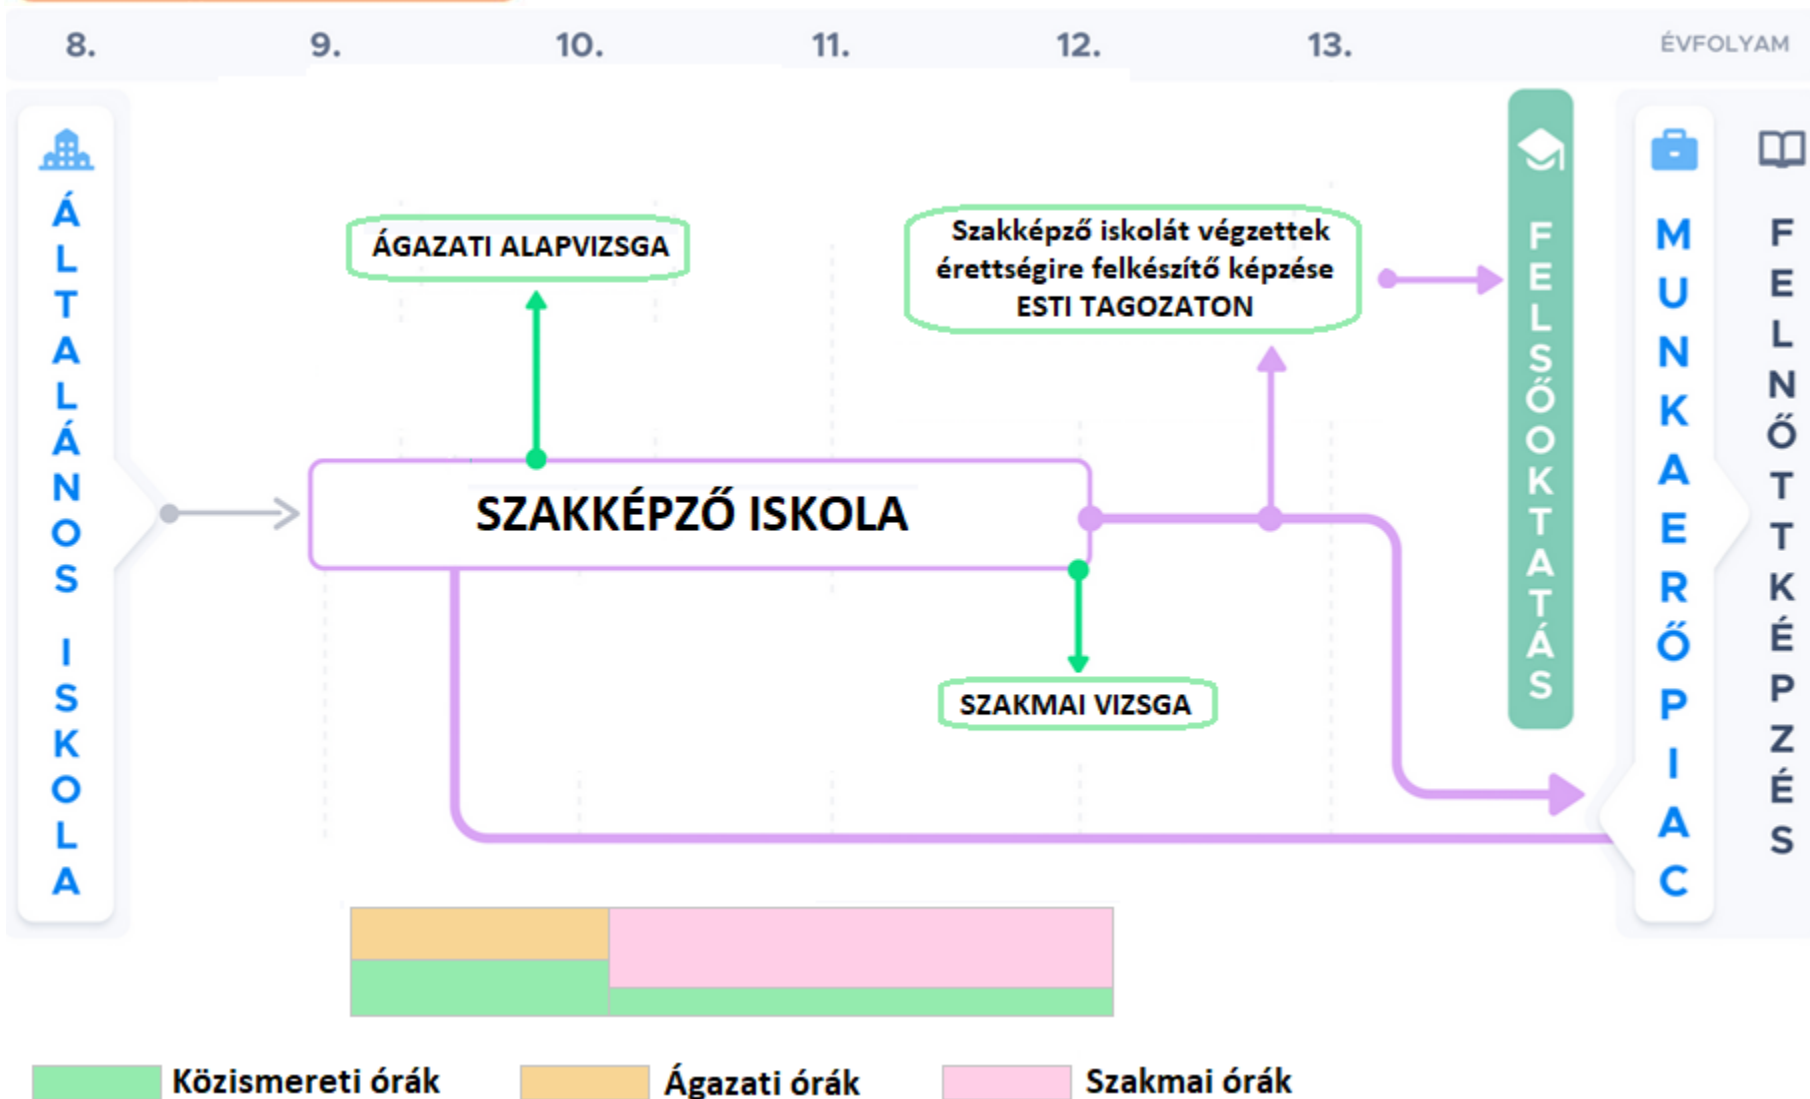 8. 9. 10. 11. 12. 13. ÉVFOLYAM
ÁLTALÁNOS ISKOLA
ÁGAZATI ALAPVIZSGA
Szakképző iskolát végzettek
érettségire felkészítő képzése
ESTI TAGOZATON
SZAKKÉPZŐ ISKOLA
SZAKMAI VIZSGA
FELSŐOKTATÁS
MUNKAERŐPIAC
FELNŐTTKÉPZÉS
Közismereti órák
Ágazati órák
Szakmai órák